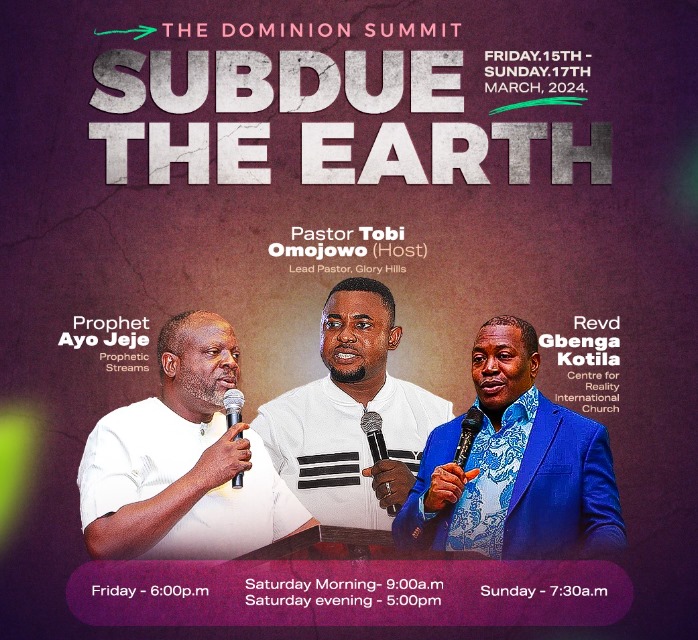 THE DOMINION SUMMIT
SUBDUE
THE EARTH
FRIDAY.15TH -
SUNDAY.17TH
MARCH, 2024.
Pastor Tobi
Omojowo (Host)
Lead Pastor, Glory Hills
Prophet
Ayo Jeje
Prophetic
Streams
Revd
Gbenga
Kotila
Centre for
Reality
International
Church
Friday - 6:00p.m
Saturday Morning- 9:00a.m
Saturday evening - 5:00pm
Sunday - 7:30a.m